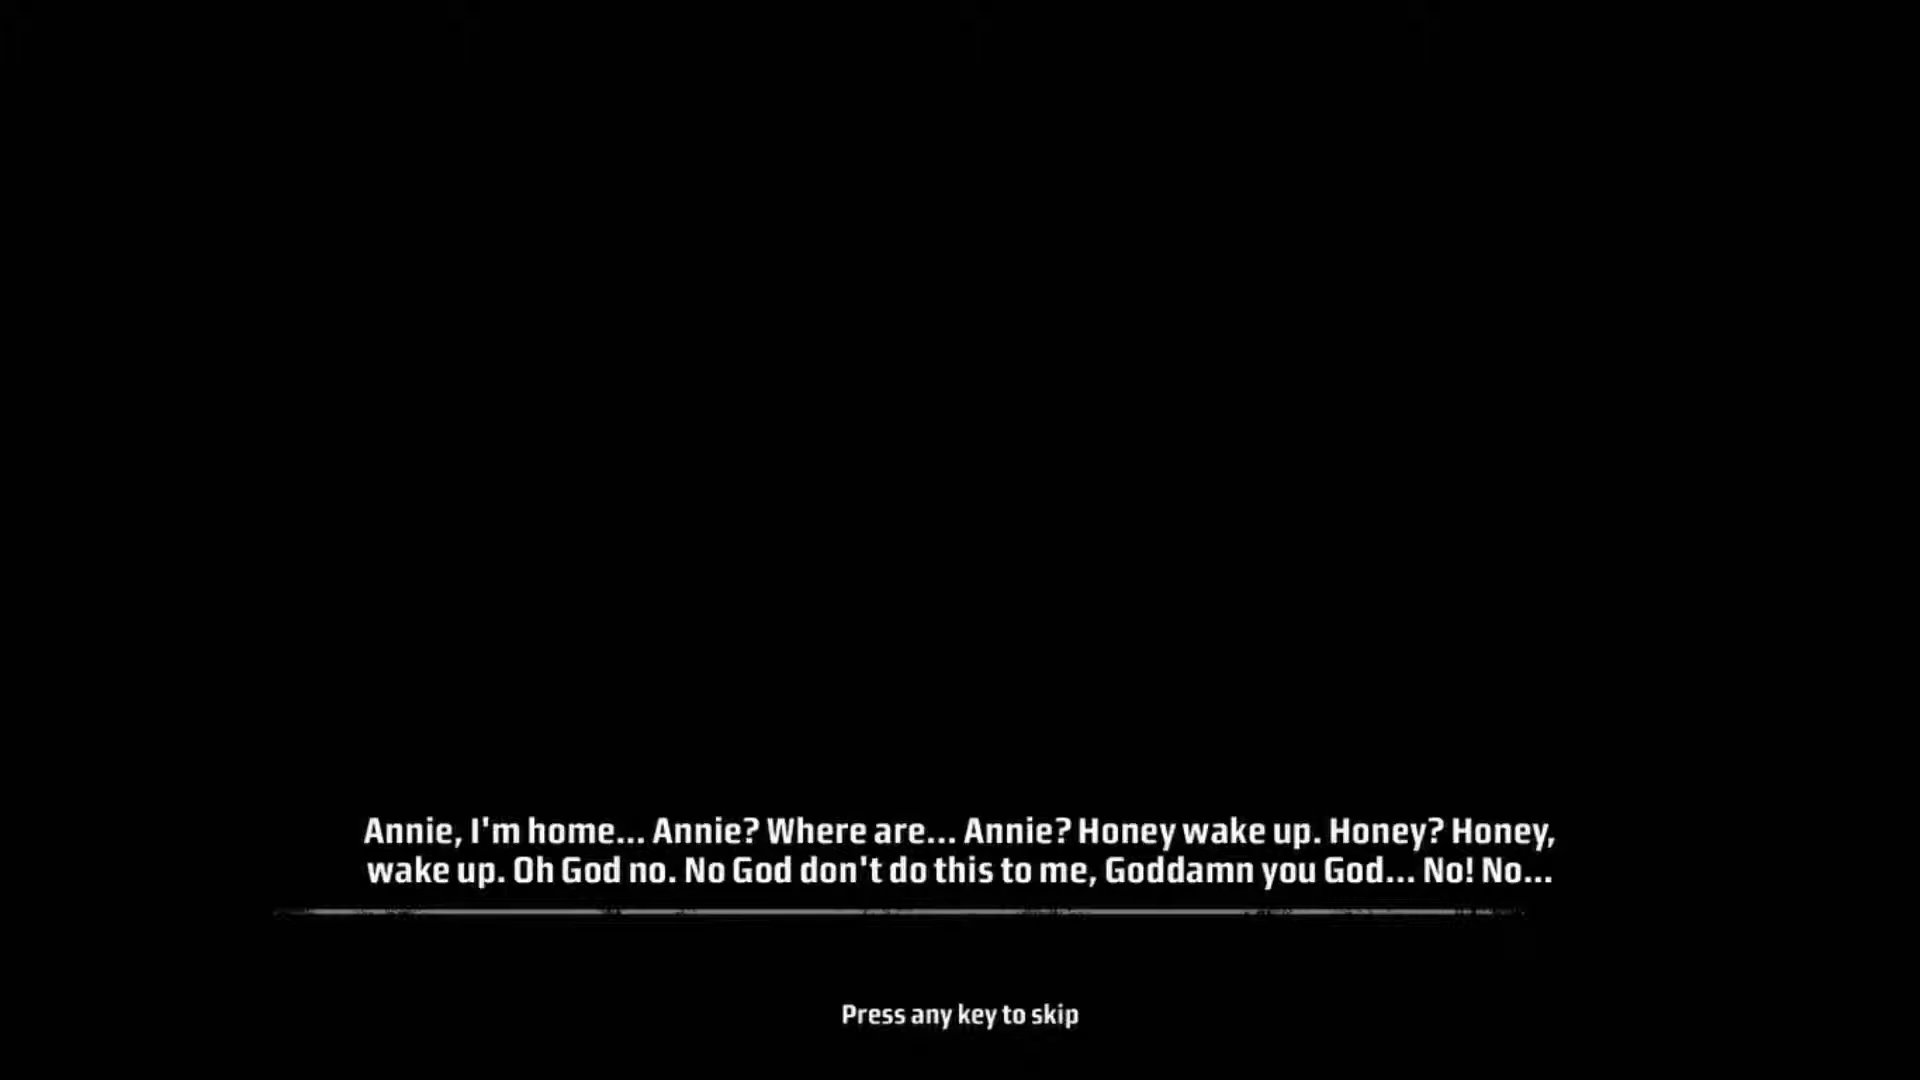 Annie, I'm home... Annie? Where are... Annie? Honey wake up. Honey? Honey,
wake up. Oh God no. No God don't do this to me, Goddamn you God... No! No...
Press any key to skip